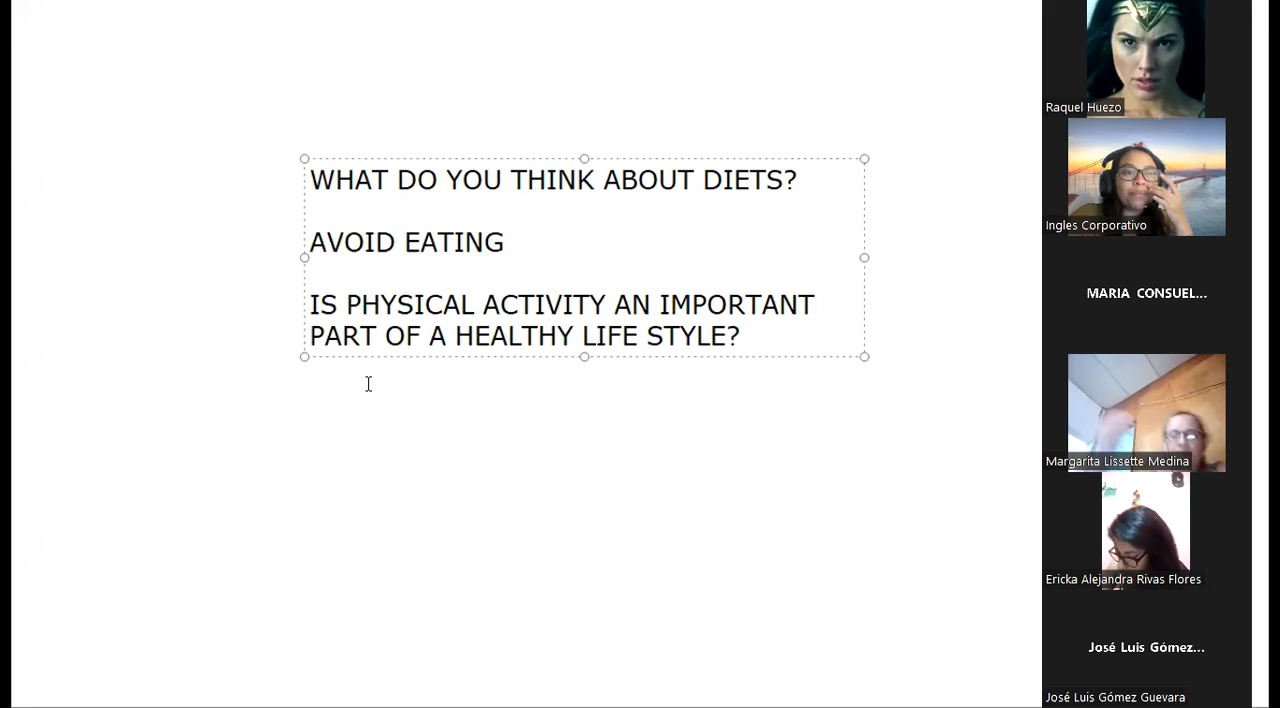 WHAT DO YOU THINK ABOUT DIETS?
AVOID EATING
IS PHYSICAL ACTIVITY AN IMPORTANT
PART OF A HEALTHY LIFE STYLE?
Raquel Huezo
Ingles Corporativo
MARIA CONSUEL...
Margarita Lissette Medina
Ericka Alejandra Rivas Flores
José Luis Gómez...
José Luis Gómez Guevara